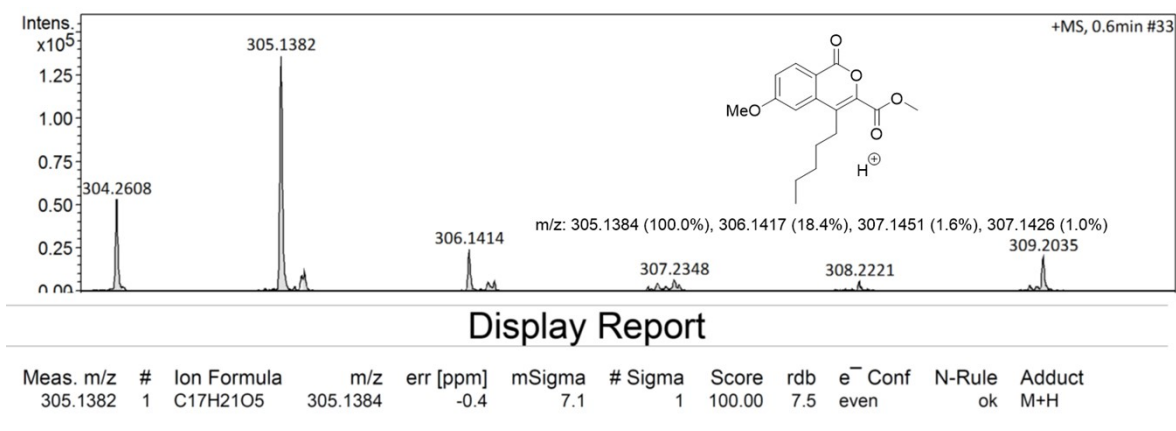 Intens.
x10⁵
+MS, 0.6min #33
305.1382
1.25
1.00
0.75
304.2608
0.50
0.25
0.00
306.1414
307.2348
308.2221
309.2035
O
O
MeO
O
O
H⊕
m/z: 305.1384 (100.0%), 306.1417 (18.4%), 307.1451 (1.6%), 307.1426 (1.0%)
Display Report
Meas. m/z # Ion Formula m/z err [ppm] mSigma # Sigma Score rdb e⁻ Conf N-Rule Adduct
305.1382 1 C17H21O5 305.1384 -0.4 7.1 1 100.00 7.5 even ok M+H